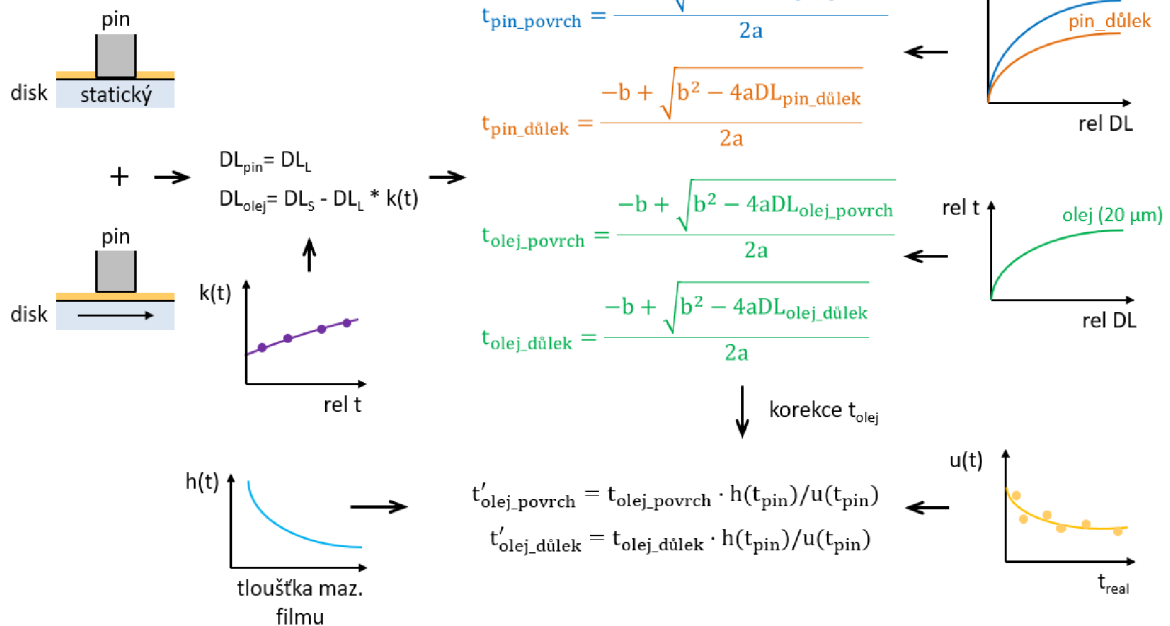 pin
disk
statický
+
pin
disk
DL_pin= DL_L
DL_olej= DL_S - DL_L * k(t)
k(t)
rel t
t_pin_povrch =
2a
t_pin_důlek = (-b + √(b² − 4aDL_pin_důlek)) / 2a
t_olej_povrch = (-b + √(b² − 4aDL_olej_povrch)) / 2a
t_olej_důlek = (-b + √(b² − 4aDL_olej_důlek)) / 2a
pin_důlek
rel DL
rel t
olej (20 µm)
rel DL
korekce t_olej
h(t)
tloušťka maz.
filmu
t′_olej_povrch = t_olej_povrch · h(t_pin)/u(t_pin)
t′_olej_důlek = t_olej_důlek · h(t_pin)/u(t_pin)
u(t)
t_real